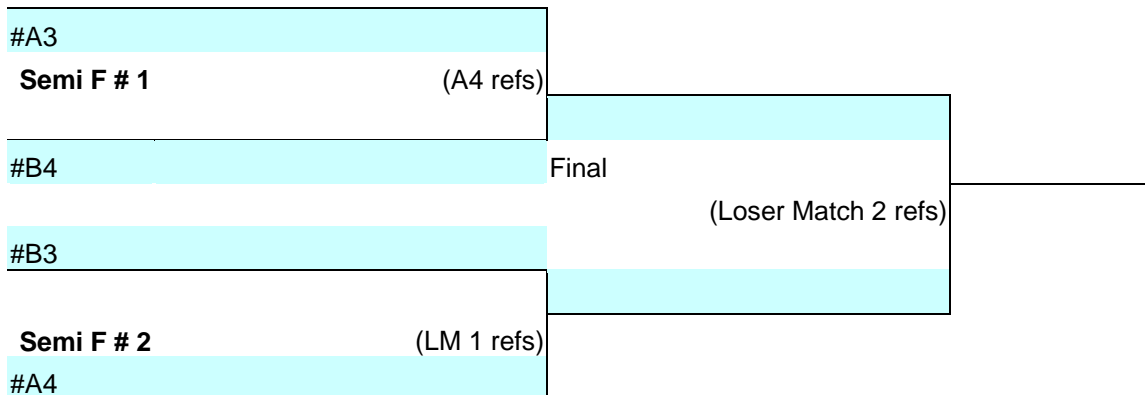 #A3
Semi F # 1 (A4 refs)
#B4 Final
(Loser Match 2 refs)
#B3
Semi F # 2 (LM 1 refs)
#A4